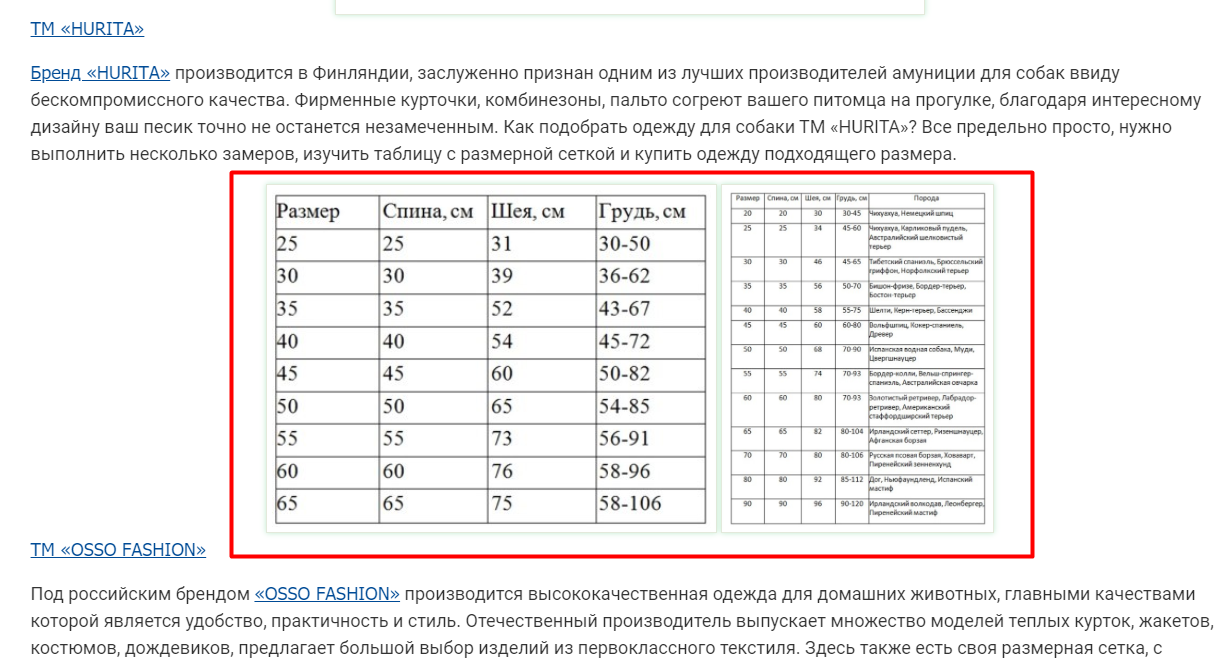 ТМ «HURITA»
Бренд «HURITA» производится в Финляндии, заслуженно признан одним из лучших производителей амуниции для собак ввиду
бескомпромиссного качества. Фирменные курточки, комбинезоны, пальто согреют вашего питомца на прогулке, благодаря интересному
дизайну ваш песик точно не останется незамеченным. Как подобрать одежду для собаки ТМ «HURITA»? Все предельно просто, нужно
выполнить несколько замеров, изучить таблицу с размерной сеткой и купить одежду подходящего размера.
Размер Спина, см Шея, см Грудь, см
25 25 31 30-50
30 30 39 36-62
35 35 52 43-67
40 40 54 45-72
45 45 60 50-82
50 50 65 54-85
55 55 73 56-91
60 60 76 58-96
65 65 75 58-106
Размер Спина, см Шея, см Грудь, см Порода
20 20 30 30-45 Чихуахуа, Немецкий шпиц
25 25 34 45-60 Чихуахуа, Карликовый пудель,
Австралийский шелковистый
терьер
30 30 46 45-65 Тибетский спаниэль, Брюссельский
гриффон, Норфолкский терьер
35 35 56 50-70 Бишон-фризе, Бордер-терьер,
Бостон-терьер
40 40 58 55-75 Шелти, Керн-терьер, Бассенджи
45 45 60 60-80 Вольфшпиц, Кокер-спаниель,
Древер
50 50 68 70-90 Испанская водная собака, Муди,
Цвергшнауцер
55 55 74 70-93 Бордер-колли, Вельш-спрингер-
спаниэль, Австралийская овчарка
60 60 80 70-93 Золотистый ретривер, Лабрадор-
ретривер, Американский
стаффордширский терьер
65 65 82 80-104 Ирландский сеттер, Ризеншнауцер,
Афганская борзая
70 70 80 80-106 Русская псовая борзая, Ховаварт,
Пиренейский зенненхунд
80 80 92 85-112 Дог, Ньюфаундленд, Испанский
мастиф
90 90 96 90-120 Ирландский волкодав, Леонбергер,
Пиренейский мастиф
ТМ «OSSO FASHION»
Под российским брендом «OSSO FASHION» производится высококачественная одежда для домашних животных, главными качествами
которой является удобство, практичность и стиль. Отечественный производитель выпускает множество моделей теплых курток, жакетов,
костюмов, дождевиков, предлагает большой выбор изделий из первоклассного текстиля. Здесь также есть своя размерная сетка, с